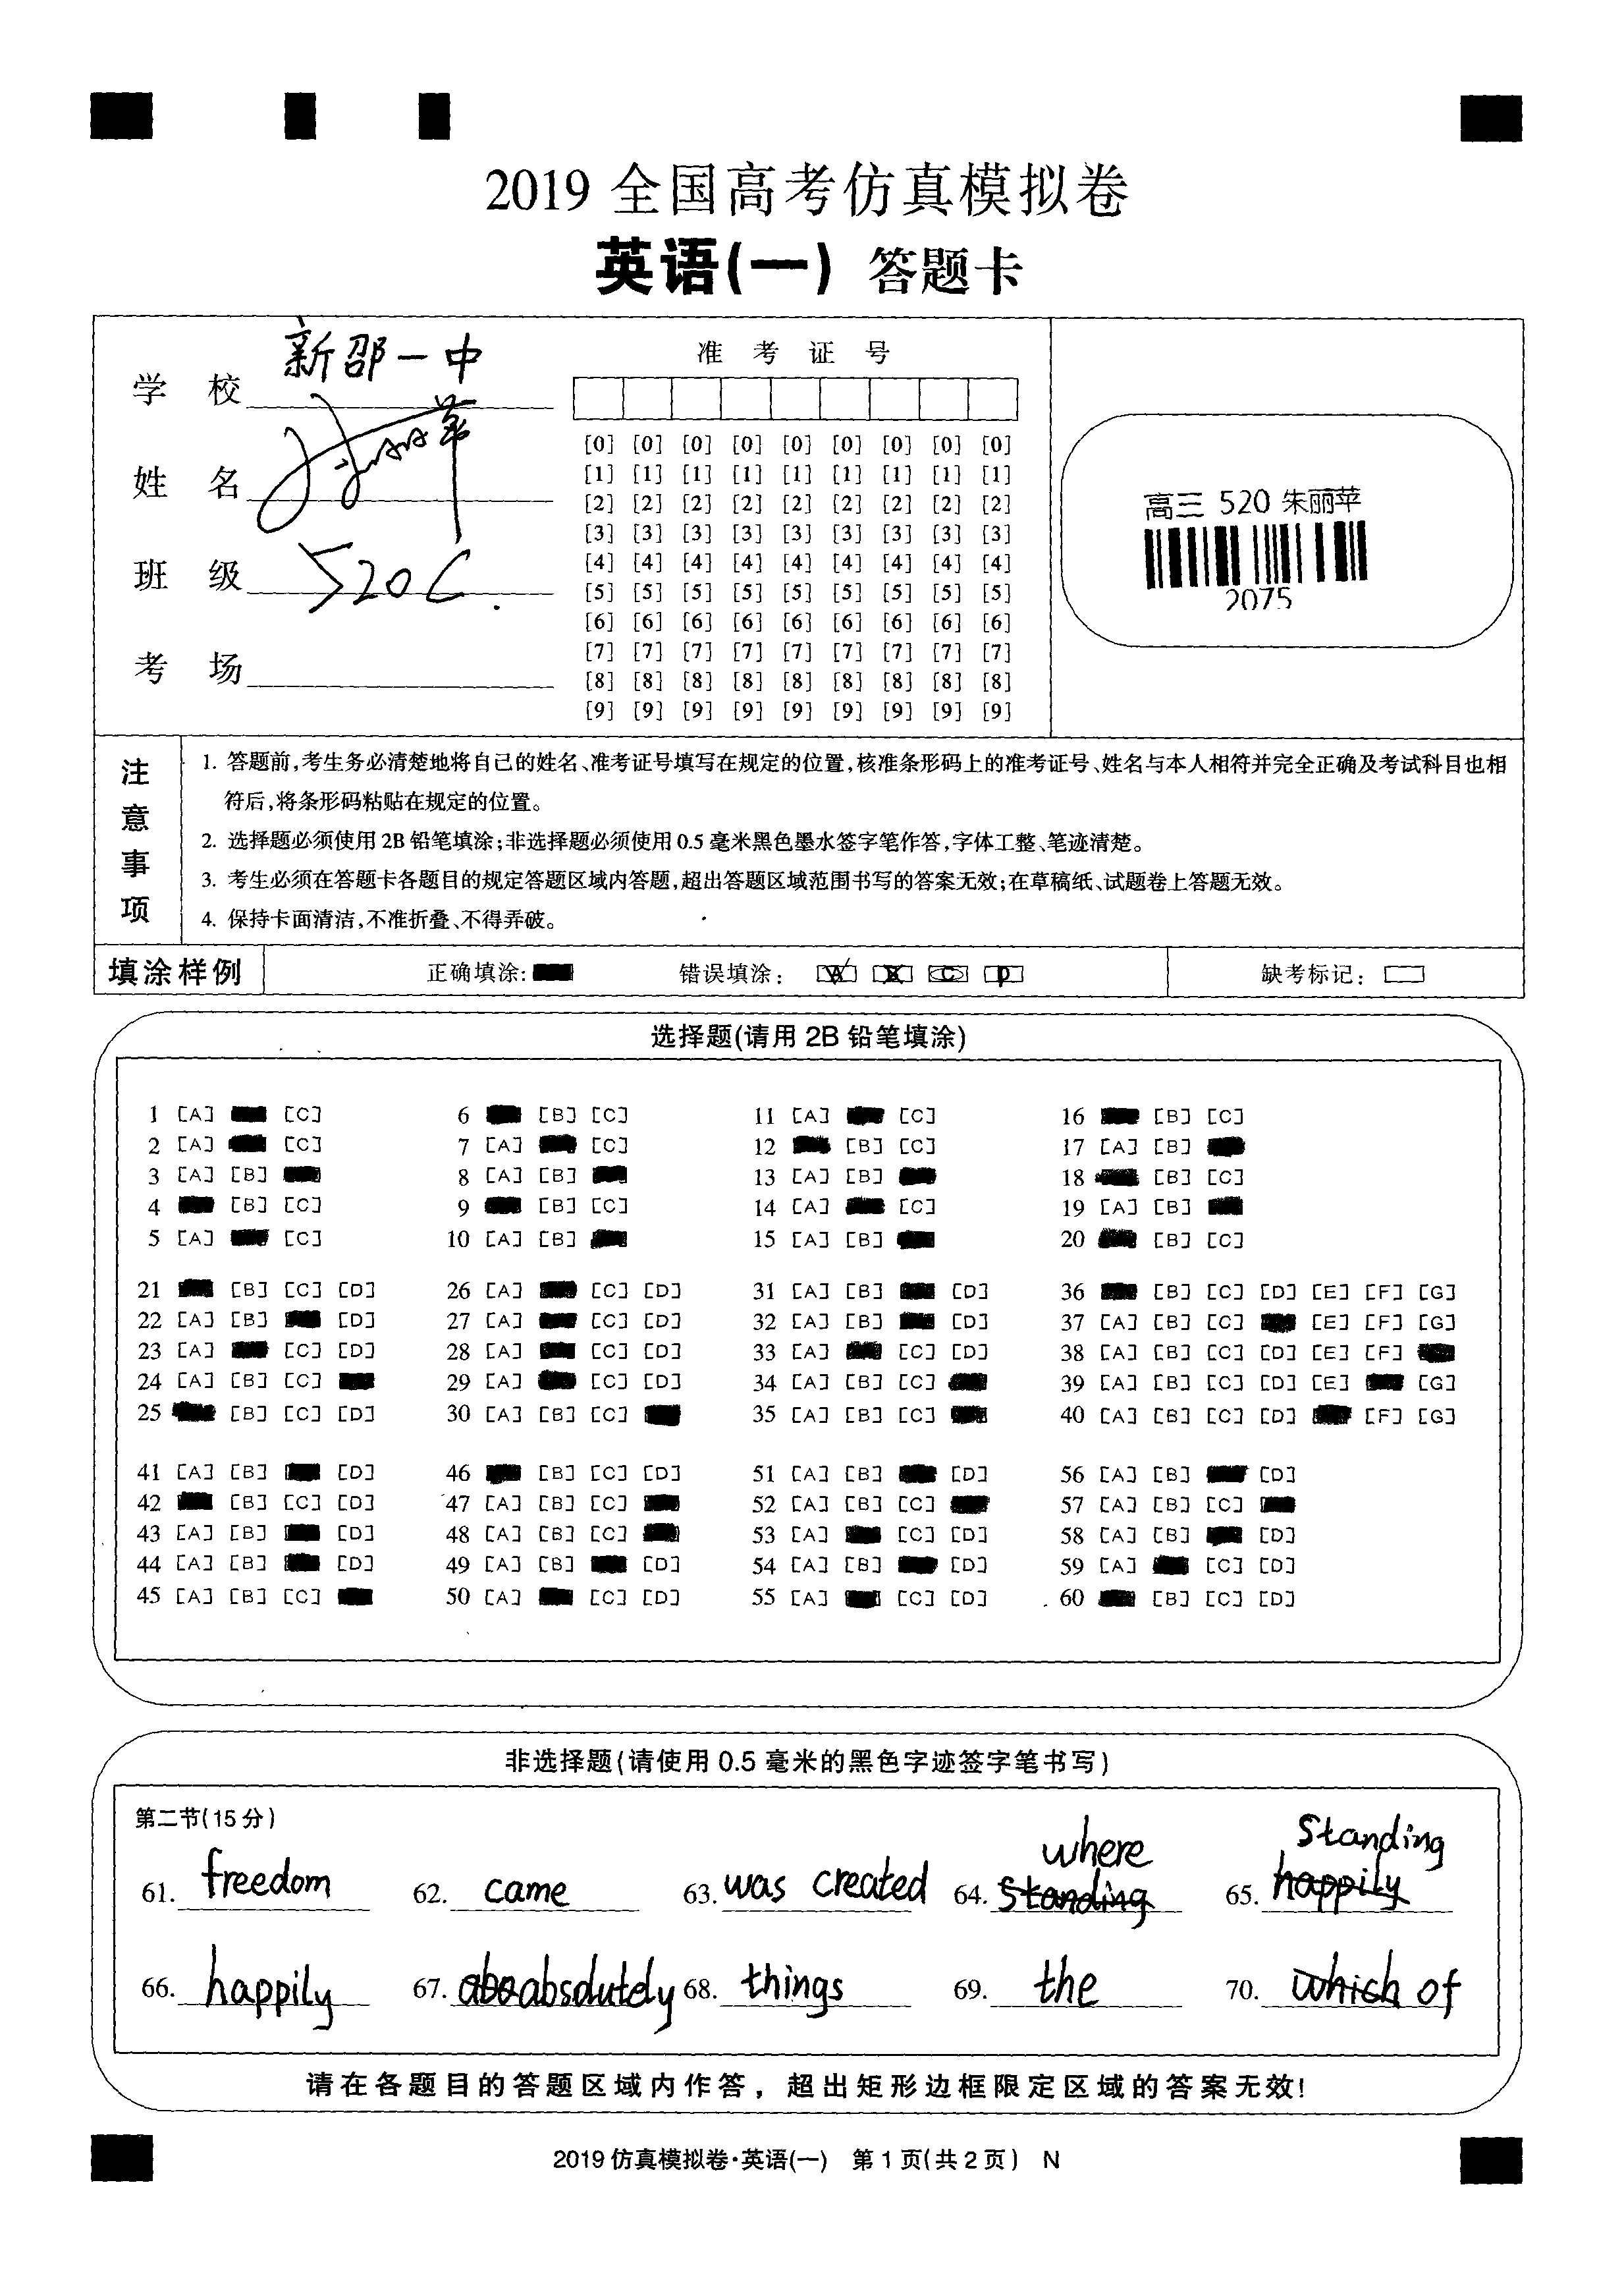 2019 全国高考仿真模拟卷
英语(一) 答题卡
学 校 新邵一中
姓 名
班 级 520C.
考 场
准 考 证 号
[0] [0] [0] [0] [0] [0] [0] [0] [0]
[1] [1] [1] [1] [1] [1] [1] [1] [1]
[2] [2] [2] [2] [2] [2] [2] [2] [2]
[3] [3] [3] [3] [3] [3] [3] [3] [3]
[4] [4] [4] [4] [4] [4] [4] [4] [4]
[5] [5] [5] [5] [5] [5] [5] [5] [5]
[6] [6] [6] [6] [6] [6] [6] [6] [6]
[7] [7] [7] [7] [7] [7] [7] [7] [7]
[8] [8] [8] [8] [8] [8] [8] [8] [8]
[9] [9] [9] [9] [9] [9] [9] [9] [9]
高三 520 朱丽苹
2075
注意事项
1. 答题前,考生务必清楚地将自己的姓名、准考证号填写在规定的位置,核准条形码上的准考证号、姓名与本人相符并完全正确及考试科目也相
符后,将条形码粘贴在规定的位置。
2. 选择题必须使用 2B 铅笔填涂;非选择题必须使用 0.5 毫米黑色墨水签字笔作答,字体工整、笔迹清楚。
3. 考生必须在答题卡各题目的规定答题区域内答题,超出答题区域范围书写的答案无效;在草稿纸、试题卷上答题无效。
4. 保持卡面清洁,不准折叠、不得弄破。
填涂样例 正确填涂: 错误填涂: A B C D 缺考标记:
选择题(请用 2B 铅笔填涂)
1 [A] [C] 6 [B] [C] 11 [A] [C] 16 [B] [C]
2 [A] [C] 7 [A] [C] 12 [B] [C] 17 [A] [B]
3 [A] [B] 8 [A] [B] 13 [A] [B] 18 [B] [C]
4 [B] [C] 9 [B] [C] 14 [A] [C] 19 [A] [B]
5 [A] [C] 10 [A] [B] 15 [A] [B] 20 [B] [C]
21 [B] [C] [D] 26 [A] [C] [D] 31 [A] [B] [D] 36 [B] [C] [D] [E] [F] [G]
22 [A] [B] [D] 27 [A] [C] [D] 32 [A] [B] [D] 37 [A] [B] [C] [E] [F] [G]
23 [A] [C] [D] 28 [A] [C] [D] 33 [A] [C] [D] 38 [A] [B] [C] [D] [E] [F]
24 [A] [B] [C] 29 [A] [C] [D] 34 [A] [B] [C] 39 [A] [B] [C] [D] [E] [G]
25 [B] [C] [D] 30 [A] [B] [C] 35 [A] [B] [C] 40 [A] [B] [C] [D] [F] [G]
41 [A] [B] [D] 46 [B] [C] [D] 51 [A] [B] [D] 56 [A] [B] [D]
42 [B] [C] [D] 47 [A] [B] [C] 52 [A] [B] [C] 57 [A] [B] [C]
43 [A] [B] [D] 48 [A] [B] [C] 53 [A] [C] [D] 58 [A] [B] [D]
44 [A] [B] [D] 49 [A] [B] [D] 54 [A] [B] [D] 59 [A] [C] [D]
45 [A] [B] [C] 50 [A] [C] [D] 55 [A] [C] [D] 60 [B] [C] [D]
非选择题(请使用 0.5 毫米的黑色字迹签字笔书写)
第二节(15 分)
where Standing
61. freedom 62. came 63. was created 64. standing 65. happily
66. happily 67. aboabsolutely 68. things 69. the 70. which of
请在各题目的答题区域内作答，超出矩形边框限定区域的答案无效!
2019 仿真模拟卷·英语(一) 第 1 页(共 2 页) N